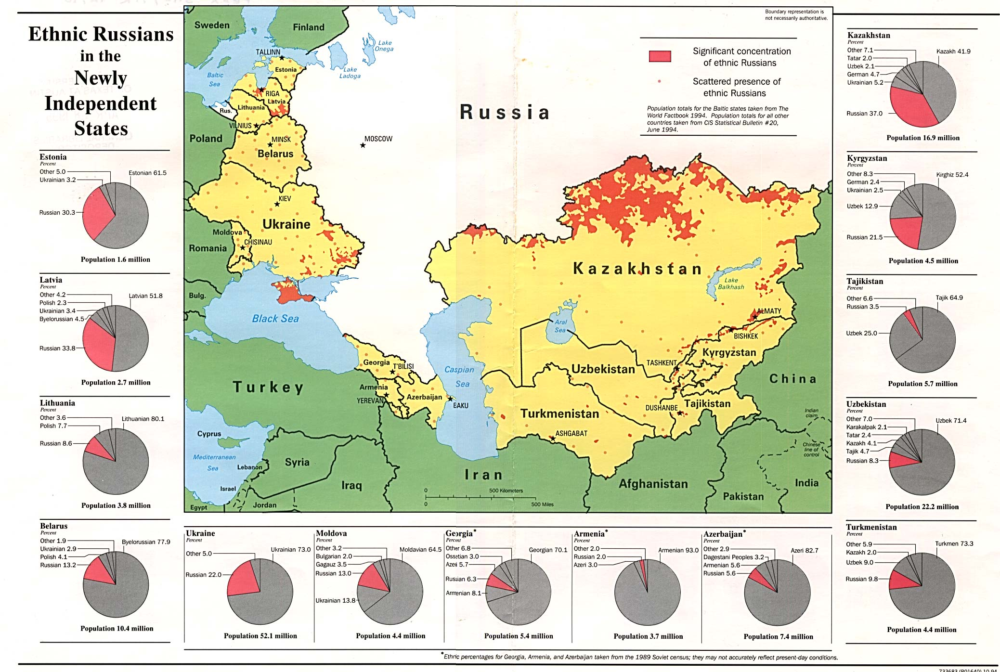 Ethnic Russians
in the
Newly
Independent
States
Estonia
Percent
Other 5.0
Estonian 61.5
Ukrainian 3.2
Russian 30.3
Population 1.6 million
Latvia
Percent
Other 4.2
Latvian 51.8
Polish 2.3
Ukrainian 3.4
Byelorussian 4.5
Russian 33.8
Population 2.7 million
Lithuania
Percent
Other 3.6
Lithuanian 80.1
Polish 7.7
Russian 8.6
Population 3.8 million
Belarus
Percent
Other 1.9
Byelorussian 77.9
Ukrainian 2.9
Polish 4.1
Russian 13.2
Population 10.4 million
Boundary representation is
not necessarily authoritative.
Significant concentration
of ethnic Russians
Scattered presence of
ethnic Russians
Population totals for the Baltic states taken from The
World Factbook 1994. Population totals for all other
countries taken from CIS Statistical Bulletin #20,
June 1994.
Sweden
Finland
Lake
Onega
TALLINN
Estonia
Lake
Ladoga
Baltic
Sea
RIGA
Latvia
Lithuania
Rus.
VILNIUS
Russia
Poland
MINSK
MOSCOW
Belarus
KIEV
Ukraine
Moldova
CHISINAU
Romania
Kazakhstan
Lake
Balkhash
Bulg.
Black Sea
ALMATY
Aral
Sea
BISHKEK
Kyrgyzstan
Georgia
T'BILISI
TASHKENT
Uzbekistan
Caspian
Sea
China
Turkey
Armenia
YEREVAN
Azerbaijan
BAKU
DUSHANBE
Tajikistan
Turkmenistan
Indian
claim
Cyprus
ASHGABAT
Chinese
line of
control
Mediterranean
Sea
Lebanon
Syria
Iran
Israel
Iraq
Afghanistan
India
Pakistan
Egypt
Jordan
0 500 Kilometers
0 500 Miles
Kazakhstan
Percent
Other 7.1
Kazakh 41.9
Tatar 2.0
Uzbek 2.1
German 4.7
Ukrainian 5.2
Russian 37.0
Population 16.9 million
Kyrgyzstan
Percent
Other 8.3
Kirghiz 52.4
German 2.4
Ukrainian 2.5
Uzbek 12.9
Russian 21.5
Population 4.5 million
Tajikistan
Percent
Other 6.6
Tajik 64.9
Russian 3.5
Uzbek 25.0
Population 5.7 million
Uzbekistan
Percent
Other 7.0
Uzbek 71.4
Karakalpak 2.1
Tatar 2.4
Kazakh 4.1
Tajik 4.7
Russian 8.3
Population 22.2 million
Turkmenistan
Percent
Other 5.9
Turkmen 73.3
Kazakh 2.0
Uzbek 9.0
Russian 9.8
Population 4.4 million
Ukraine
Percent
Other 5.0
Ukrainian 73.0
Russian 22.0
Population 52.1 million
Moldova
Percent
Other 3.2
Moldavian 64.5
Bulgarian 2.0
Gagauz 3.5
Russian 13.0
Ukrainian 13.8
Population 4.4 million
Georgia*
Percent
Other 6.8
Georgian 70.1
Ossetian 3.0
Azeri 5.7
Russian 6.3
Armenian 8.1
Population 5.4 million
Armenia*
Percent
Other 2.0
Armenian 93.0
Russian 2.0
Azeri 3.0
Population 3.7 million
Azerbaijan*
Percent
Other 2.9
Azeri 82.7
Dagestani Peoples 3.2
Armenian 5.6
Russian 5.6
Population 7.4 million
*Ethnic percentages for Georgia, Armenia, and Azerbaijan taken from the 1989 Soviet census; they may not accurately reflect present-day conditions.
733683 (R01640) 10-94